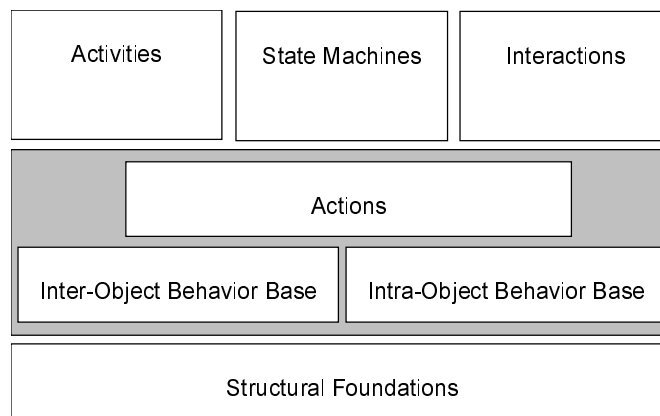 Activities
State Machines
Interactions
Actions
Inter-Object Behavior Base
Intra-Object Behavior Base
Structural Foundations